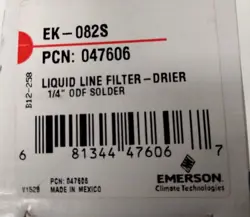 EK-082S
PCN: 047606
LIQUID LINE FILTER-DRIER
1/4" ODF SOLDER
B12-258
6 81344 47606 7
PCN: 047606
MADE IN MEXICO
V1528
EMERSON
Climate Technologies